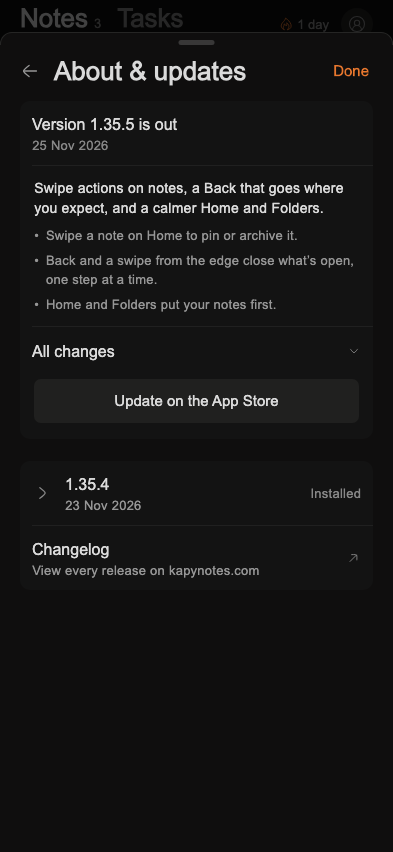 Notes 3 Tasks
1 day
About & updates
Done
Version 1.35.5 is out
25 Nov 2026
Swipe actions on notes, a Back that goes where
you expect, and a calmer Home and Folders.
• Swipe a note on Home to pin or archive it.
• Back and a swipe from the edge close what’s open,
one step at a time.
• Home and Folders put your notes first.
All changes
Update on the App Store
1.35.4
23 Nov 2026
Installed
Changelog
View every release on kapynotes.com